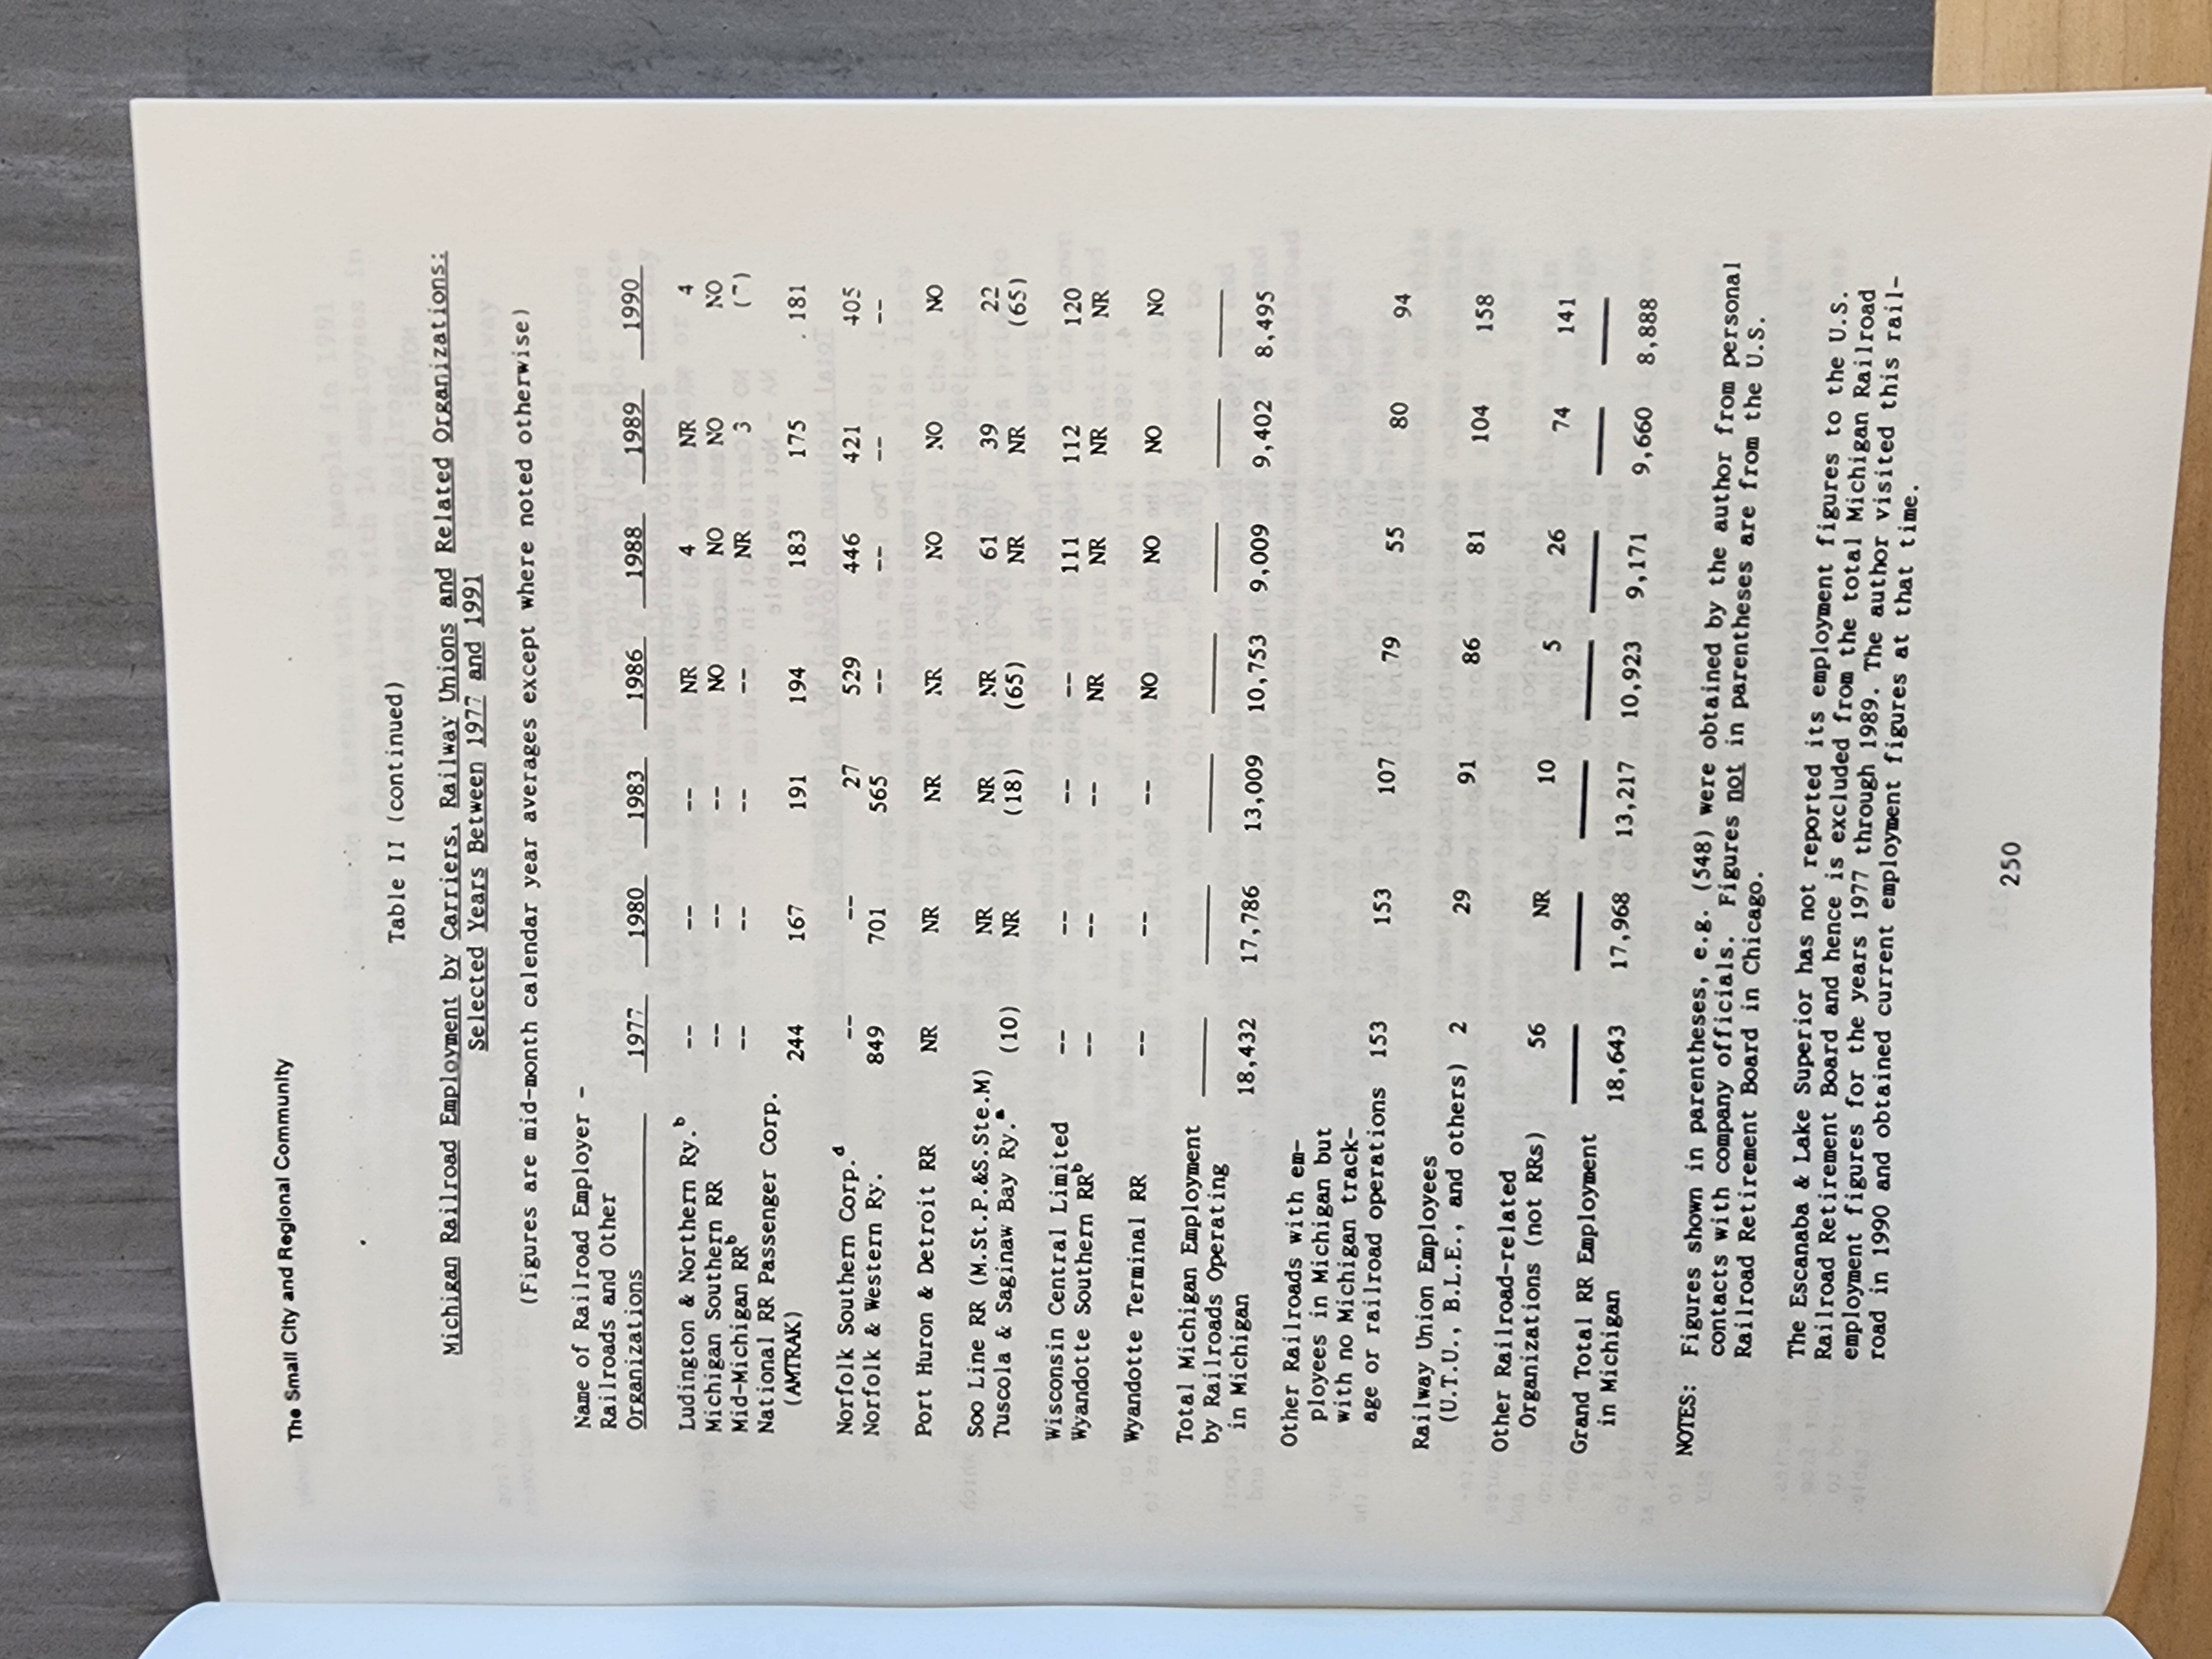 The Small City and Regional Community
Table II (continued)
Michigan Railroad Employment by Carriers, Railway Unions and Related Organizations:
Selected Years Between 1977 and 1991
(Figures are mid-month calendar year averages except where noted otherwise)
Name of Railroad Employer -
Railroads and Other
Organizations 1977 1980 1983 1986 1988 1989 1990
Ludington & Northern Ry.b -- -- -- NR 4 NR 4
Michigan Southern RR -- -- -- NO NO NO NO
Mid-Michigan RRb -- -- -- -- NR 3 
National RR Passenger Corp. 244 167 191 194 183 175 181
(AMTRAK)
Norfolk Southern Corp.d -- -- 27 529 446 421 405
Norfolk & Western Ry. 849 701 565 -- -- -- --
Port Huron & Detroit RR NR NR NR NR NO NO NO
Soo Line RR (M.St.P.&S.Ste.M) NR NR NR 61 39 22
Tuscola & Saginaw Bay Ry. (10) NR (18) (65) NR NR (65)
Wisconsin Central Limited -- -- -- -- 111 112 120
Wyandotte Southern RRb -- -- -- NR NR NR NR
Wyandotte Terminal RR -- -- -- NO NO NO NO
Total Michigan Employment
by Railroads Operating
in Michigan 18,432 17,786 13,009 10,753 9,009 9,402 8,495
Other Railroads with em-
ployees in Michigan but
with no Michigan track-
age or railroad operations 153 153 107 79 55 80 94
Railway Union Employees
(U.T.U., B.L.E., and others) 2 29 91 86 81 104 158
Other Railroad-related
Organizations (not RRs) 56 NR 10 5 26 74 141
Grand Total RR Employment
in Michigan 18,643 17,968 13,217 10,923 9,171 9,660 8,888
NOTES: Figures shown in parentheses, e.g. (548) were obtained by the author from personal
contacts with company officials. Figures not in parentheses are from the U.S.
Railroad Retirement Board in Chicago.
The Escanaba & Lake Superior has not reported its employment figures to the U.S.
Railroad Retirement Board and hence is excluded from the total Michigan Railroad
employment figures for the years 1977 through 1989. The author visited this rail-
road in 1990 and obtained current employment figures at that time.
250